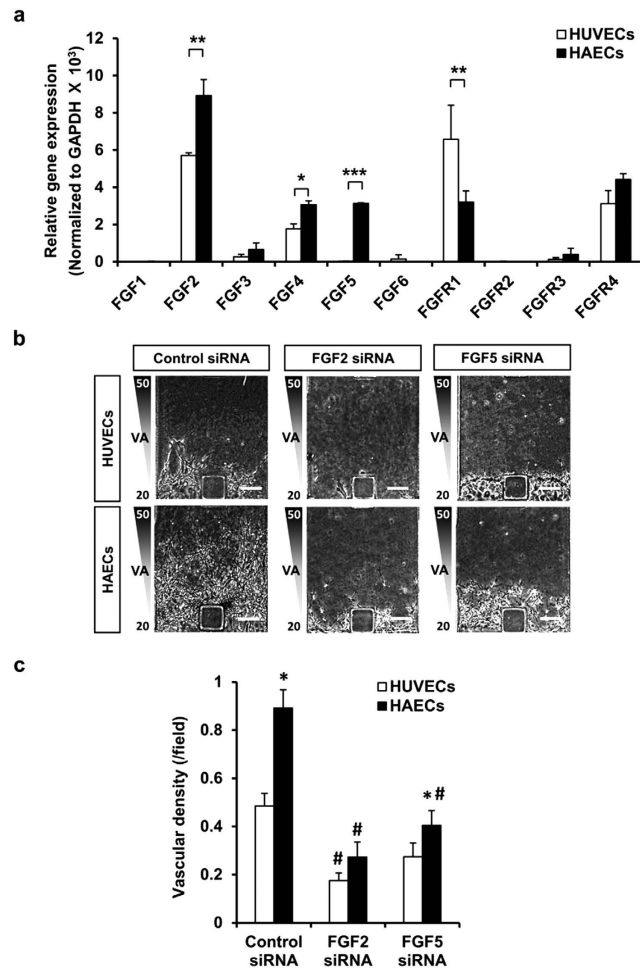 a
Relative gene expression
(Normalized to GAPDH X 10³)
12
10
8
6
4
2
0
HUVECs
HAECs
**
*
***
**
FGF1
FGF2
FGF3
FGF4
FGF5
FGF6
FGFR1
FGFR2
FGFR3
FGFR4
b
Control siRNA
FGF2 siRNA
FGF5 siRNA
HUVECs
50
VA
20
50
VA
20
50
VA
20
HAECs
50
VA
20
50
VA
20
50
VA
20
c
Vascular density (/field)
1
0.8
0.6
0.4
0.2
0
HUVECs
HAECs
*
#
#
*#
Control
siRNA
FGF2
siRNA
FGF5
siRNA